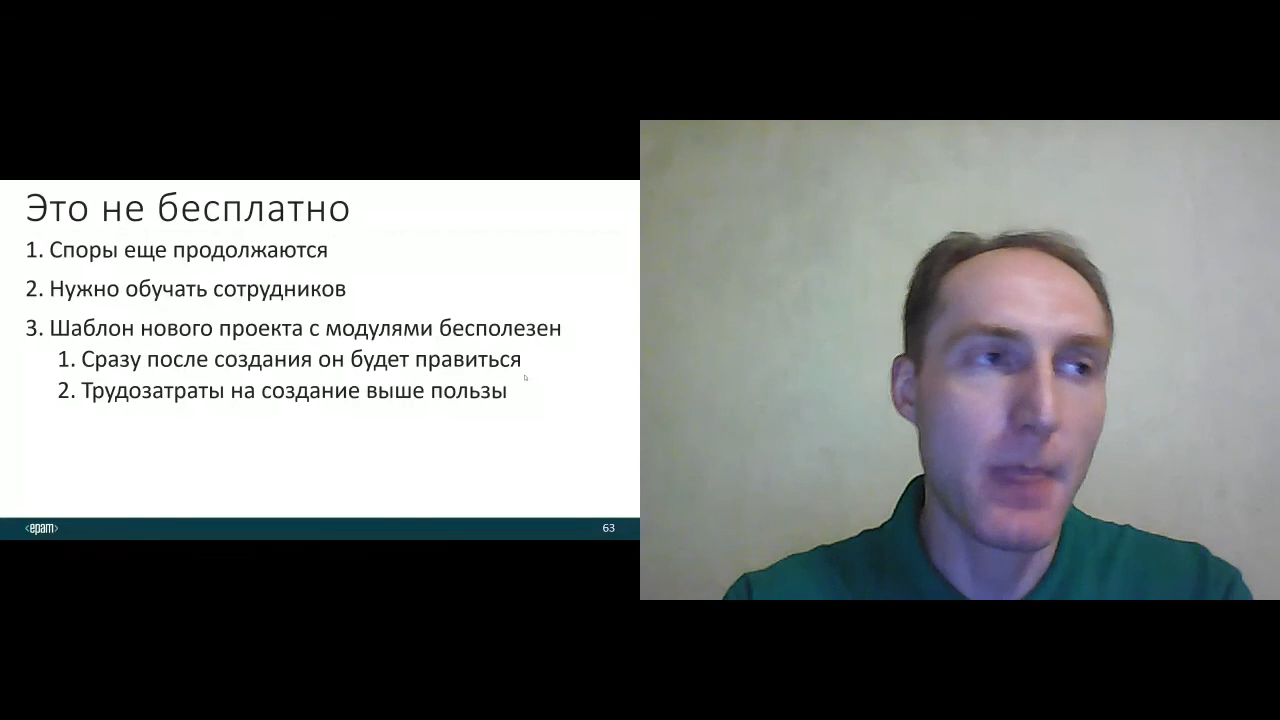 Это не бесплатно
1. Споры еще продолжаются
2. Нужно обучать сотрудников
3. Шаблон нового проекта с модулями бесполезен
1. Сразу после создания он будет правиться
2. Трудозатраты на создание выше пользы
<epam>
63